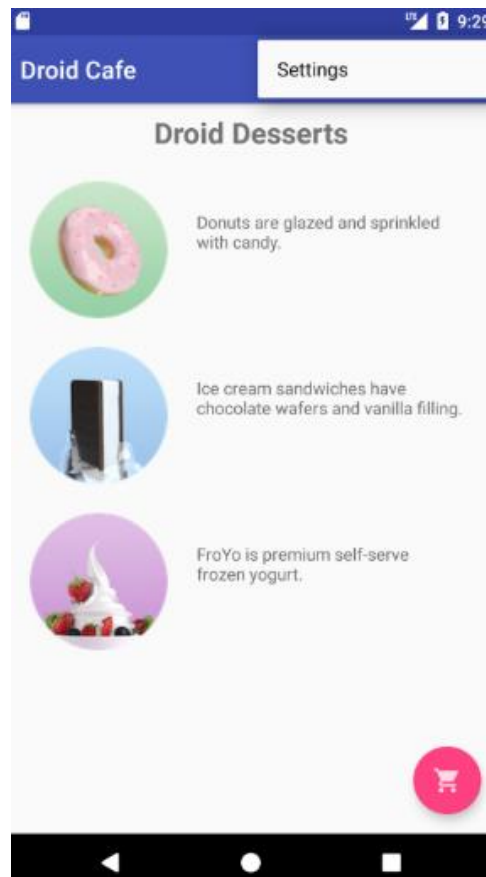 LTE 9:29
Droid Cafe
Settings
Droid Desserts
Donuts are glazed and sprinkled
with candy.
Ice cream sandwiches have
chocolate wafers and vanilla filling.
FroYo is premium self-serve
frozen yogurt.